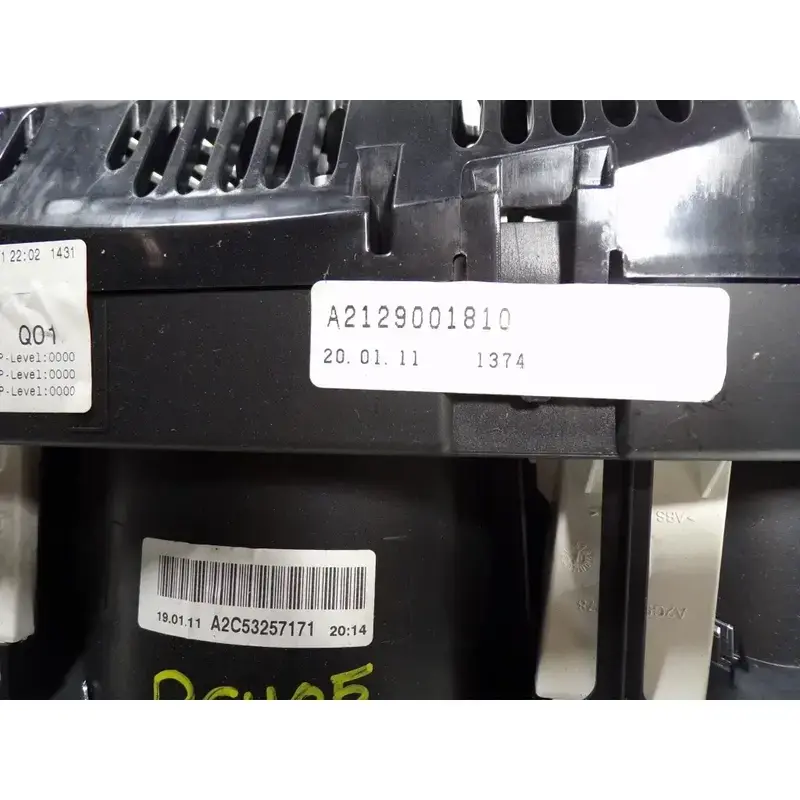 1 22:02 1431
Q01
P-Level:0000
P-Level:0000
P-Level:0000
A2129001810
20.01.11 1374
19.01.11 A2C53257171 20:14
>ABS